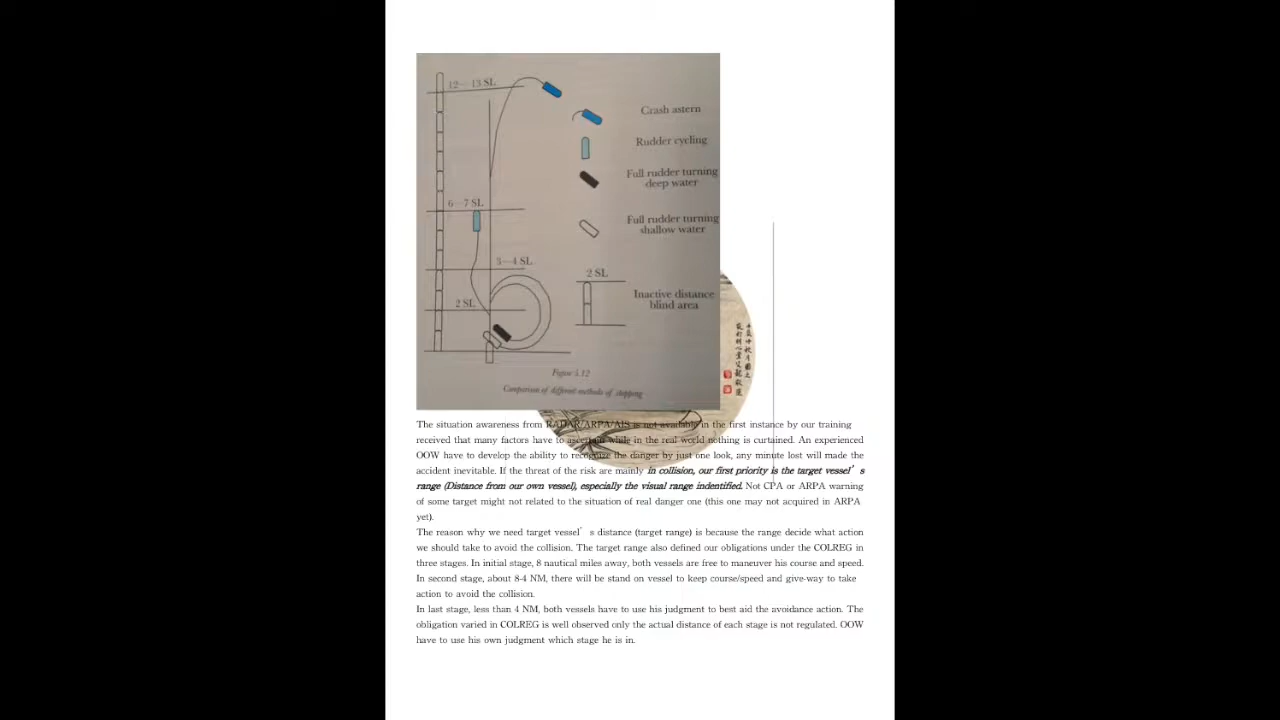 12—13 SL
Crash astern
Rudder cycling
Full rudder turning
deep water
6—7 SL
Full rudder turning
shallow water
3—4 SL
2 SL
2 SL
Inactive distance
blind area
Figure 5.12
Comparison of different methods of stopping
The situation awareness from RADAR/ARPA/AIS is not available in the first instance by our training
received that many factors have to ascertain while in the real world nothing is curtained. An experienced
OOW have to develop the ability to recognize the danger by just one look, any minute lost will made the
accident inevitable. If the threat of the risk are mainly in collision, our first priority is the target vessel's
range (Distance from our own vessel), especially the visual range indentified. Not CPA or ARPA warning
of some target might not related to the situation of real danger one (this one may not acquired in ARPA
yet).
The reason why we need target vessel's distance (target range) is because the range decide what action
we should take to avoid the collision. The target range also defined our obligations under the COLREG in
three stages. In initial stage, 8 nautical miles away, both vessels are free to maneuver his course and speed.
In second stage, about 8-4 NM, there will be stand on vessel to keep course/speed and give-way to take
action to avoid the collision.
In last stage, less than 4 NM, both vessels have to use his judgment to best aid the avoidance action. The
obligation varied in COLREG is well observed only the actual distance of each stage is not regulated. OOW
have to use his own judgment which stage he is in.